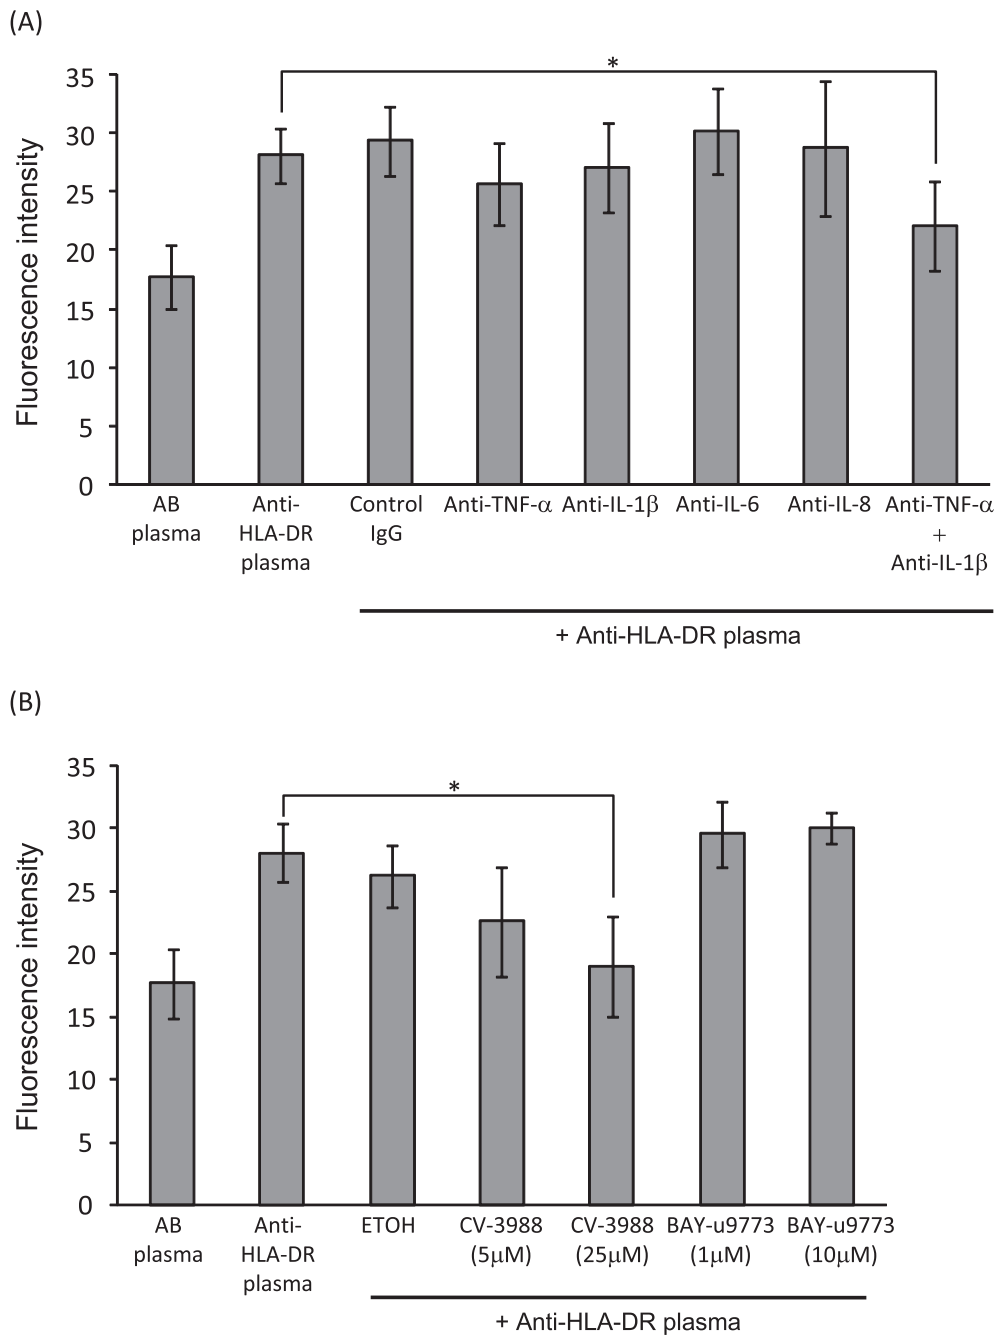 (A)
*
35
30
25
20
15
10
5
0
Fluorescence intensity
AB plasma
Anti-HLA-DR plasma
Control IgG
Anti-TNF-α
Anti-IL-1β
Anti-IL-6
Anti-IL-8
Anti-TNF-α + Anti-IL-1β
+ Anti-HLA-DR plasma
(B)
*
35
30
25
20
15
10
5
0
Fluorescence intensity
AB plasma
Anti-HLA-DR plasma
ETOH
CV-3988 (5μM)
CV-3988 (25μM)
BAY-u9773 (1μM)
BAY-u9773 (10μM)
+ Anti-HLA-DR plasma